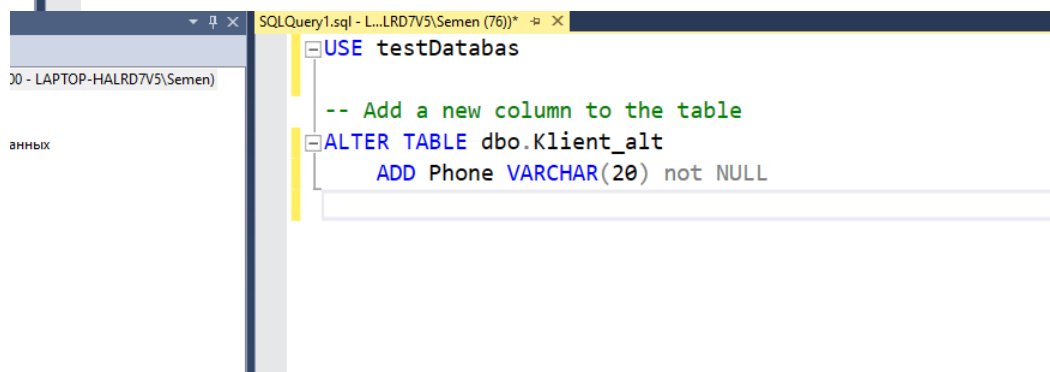 SQLQuery1.sql - L...LRD7V5\Semen (76))*
USE testDatabas
00 - LAPTOP-HALRD7V5\Semen)
-- Add a new column to the table
анных
ALTER TABLE dbo.Klient_alt
ADD Phone VARCHAR(20) not NULL